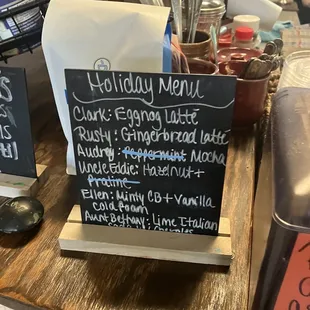 Holiday Menu
Clark: Eggnog Latte
Rusty: Gingerbread latte
Audrey: Peppermint Mocha
Uncle Eddie: Hazelnut +
Praline
Ellen: Minty CB + Vanilla
cold foam
Aunt Bethany: Lime Italian